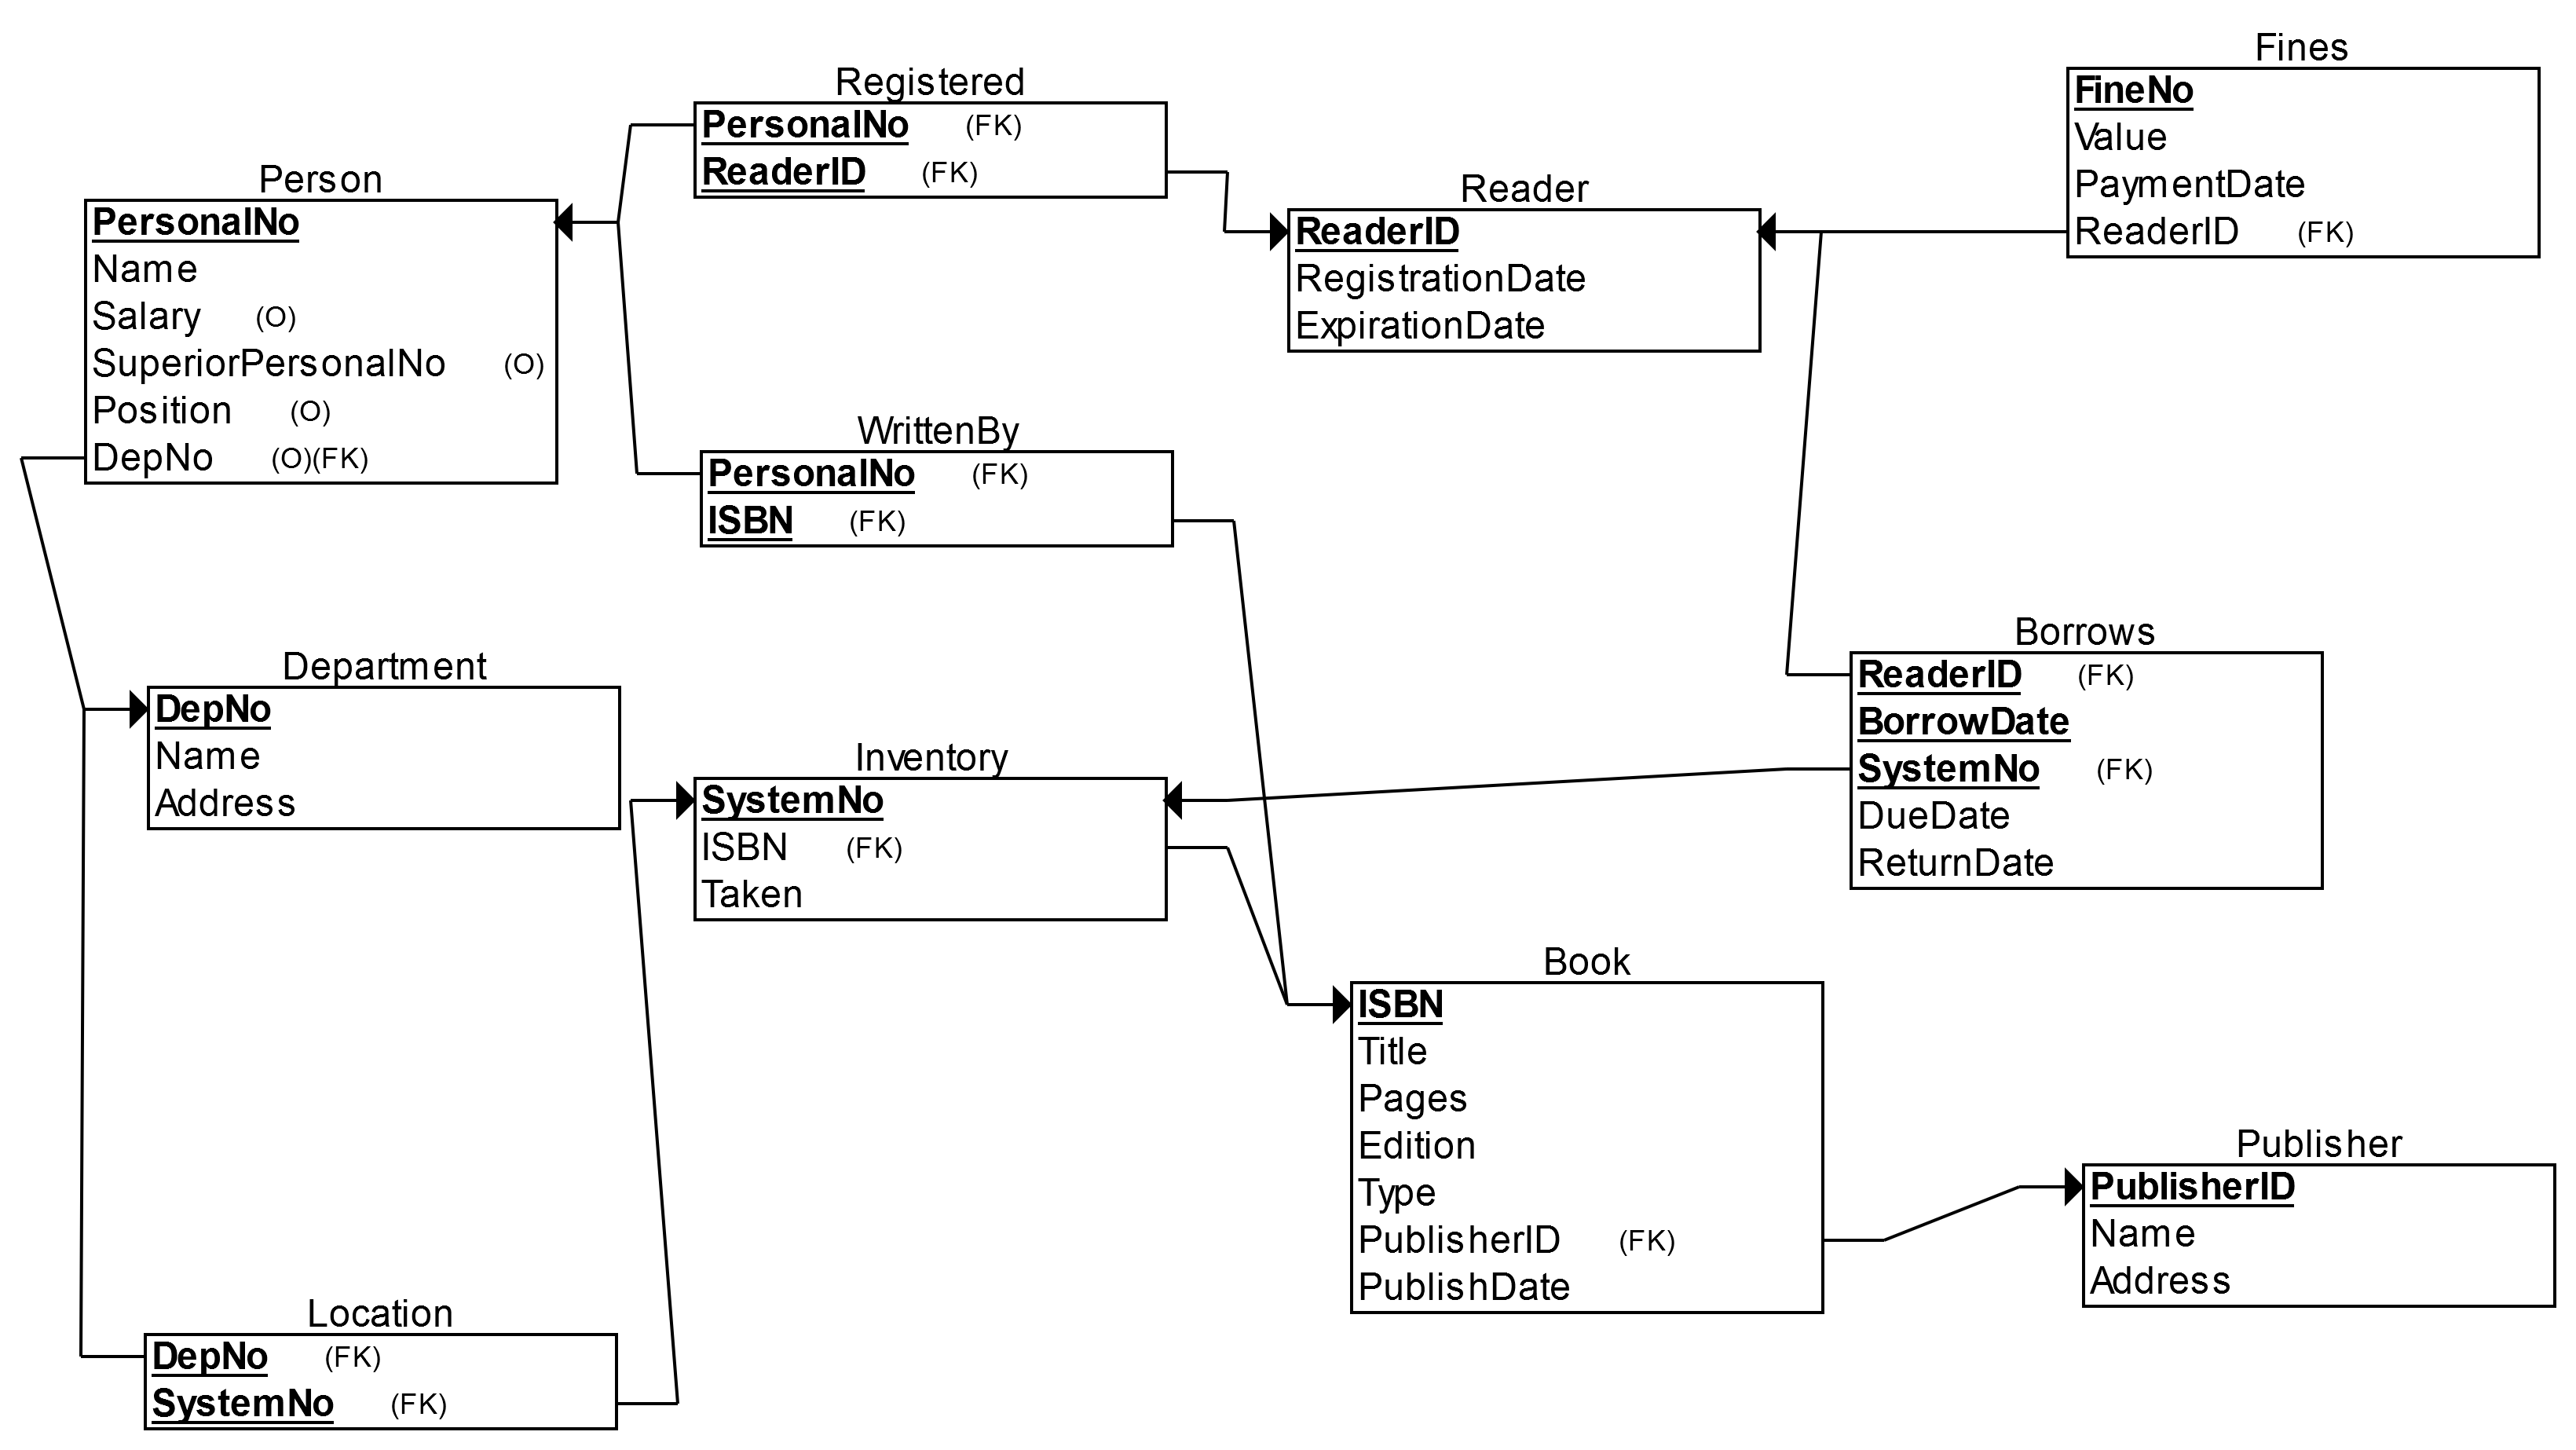 Person
PersonalNo
Name
Salary (O)
SuperiorPersonalNo (O)
Position (O)
DepNo (O)(FK)
Registered
PersonalNo (FK)
ReaderID (FK)
Reader
ReaderID
RegistrationDate
ExpirationDate
Fines
FineNo
Value
PaymentDate
ReaderID (FK)
WrittenBy
PersonalNo (FK)
ISBN (FK)
Department
DepNo
Name
Address
Inventory
SystemNo
ISBN (FK)
Taken
Borrows
ReaderID (FK)
BorrowDate
SystemNo (FK)
DueDate
ReturnDate
Book
ISBN
Title
Pages
Edition
Type
PublisherID (FK)
PublishDate
Publisher
PublisherID
Name
Address
Location
DepNo (FK)
SystemNo (FK)